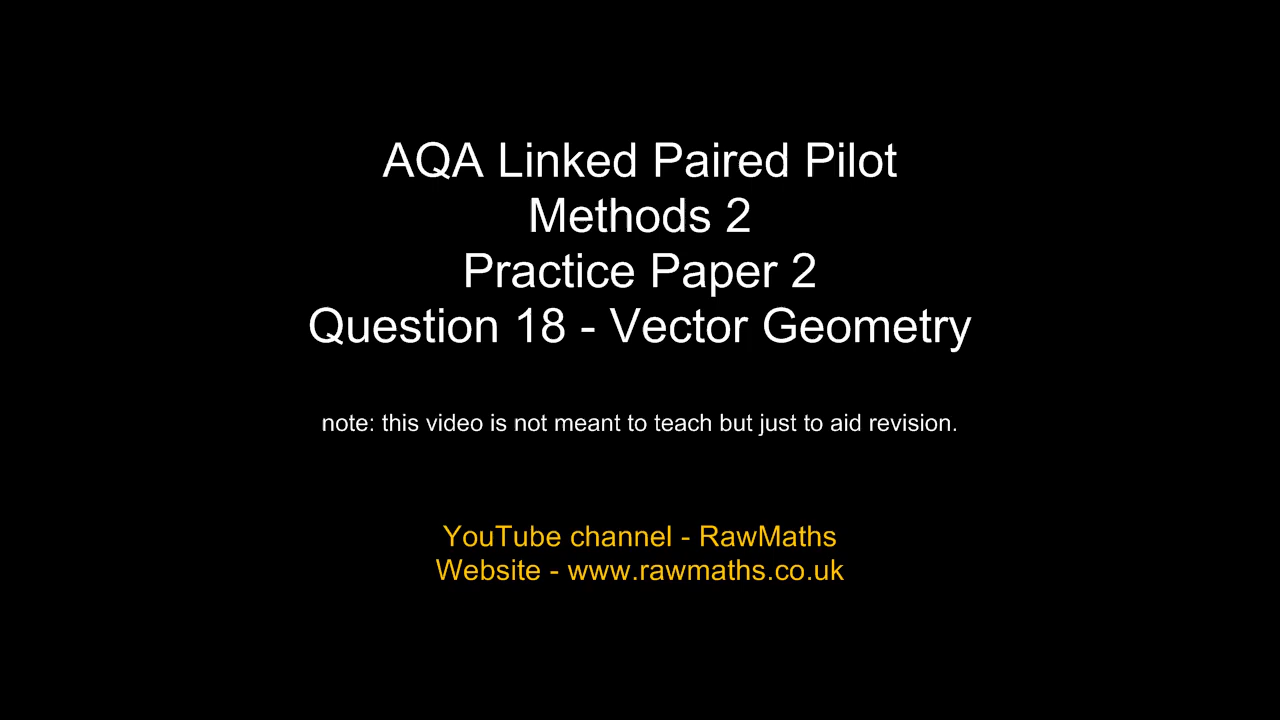 AQA Linked Paired Pilot
Methods 2
Practice Paper 2
Question 18 - Vector Geometry
note: this video is not meant to teach but just to aid revision.
YouTube channel - RawMaths
Website - www.rawmaths.co.uk